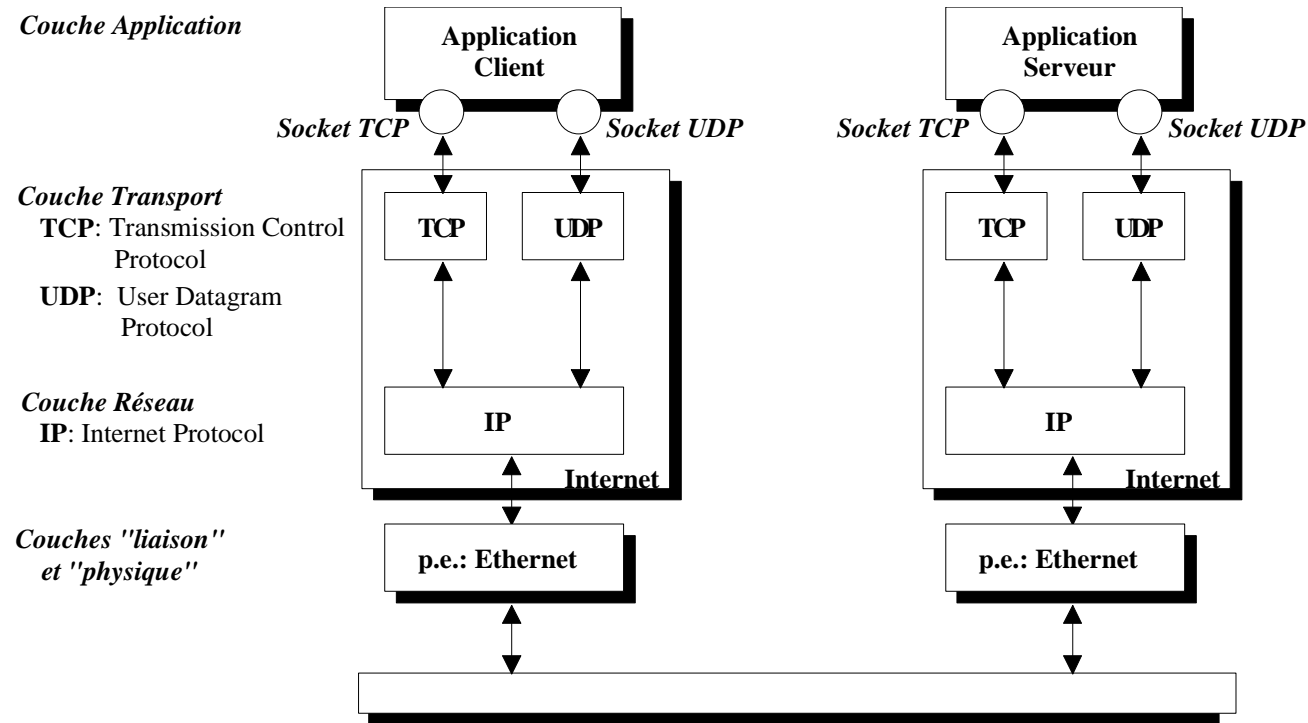 Couche Application
Application
Client
Application
Serveur
Socket TCP
Socket UDP
Socket TCP
Socket UDP
Couche Transport
TCP: Transmission Control
Protocol
UDP: User Datagram
Protocol
TCP
UDP
TCP
UDP
Couche Réseau
IP: Internet Protocol
IP
Internet
IP
Internet
Couches "liaison"
et "physique"
p.e.: Ethernet
p.e.: Ethernet